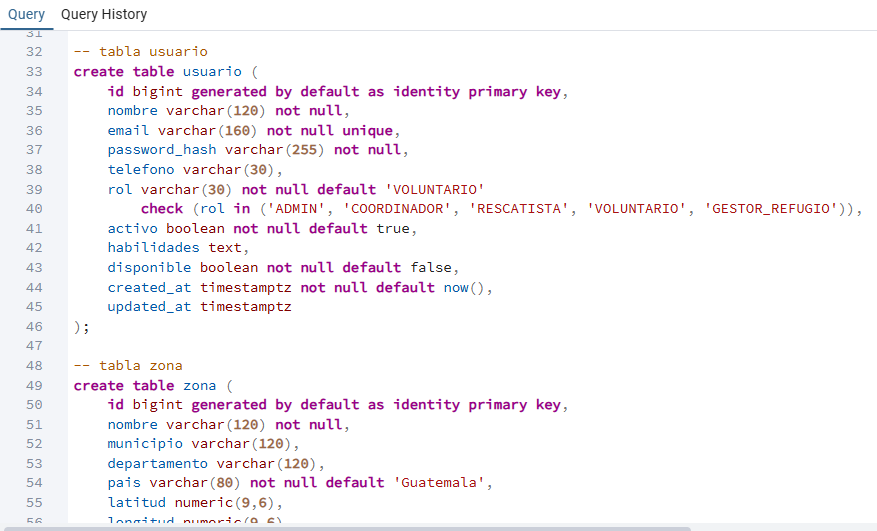 Query Query History
31
32 -- tabla usuario
33 create table usuario (
34 id bigint generated by default as identity primary key,
35 nombre varchar(120) not null,
36 email varchar(160) not null unique,
37 password_hash varchar(255) not null,
38 telefono varchar(30),
39 rol varchar(30) not null default 'VOLUNTARIO'
40 check (rol in ('ADMIN', 'COORDINADOR', 'RESCATISTA', 'VOLUNTARIO', 'GESTOR_REFUGIO')),
41 activo boolean not null default true,
42 habilidades text,
43 disponible boolean not null default false,
44 created_at timestamptz not null default now(),
45 updated_at timestamptz
46 );
47
48 -- tabla zona
49 create table zona (
50 id bigint generated by default as identity primary key,
51 nombre varchar(120) not null,
52 municipio varchar(120),
53 departamento varchar(120),
54 pais varchar(80) not null default 'Guatemala',
55 latitud numeric(9,6),
56 longitud numeric(9,6)